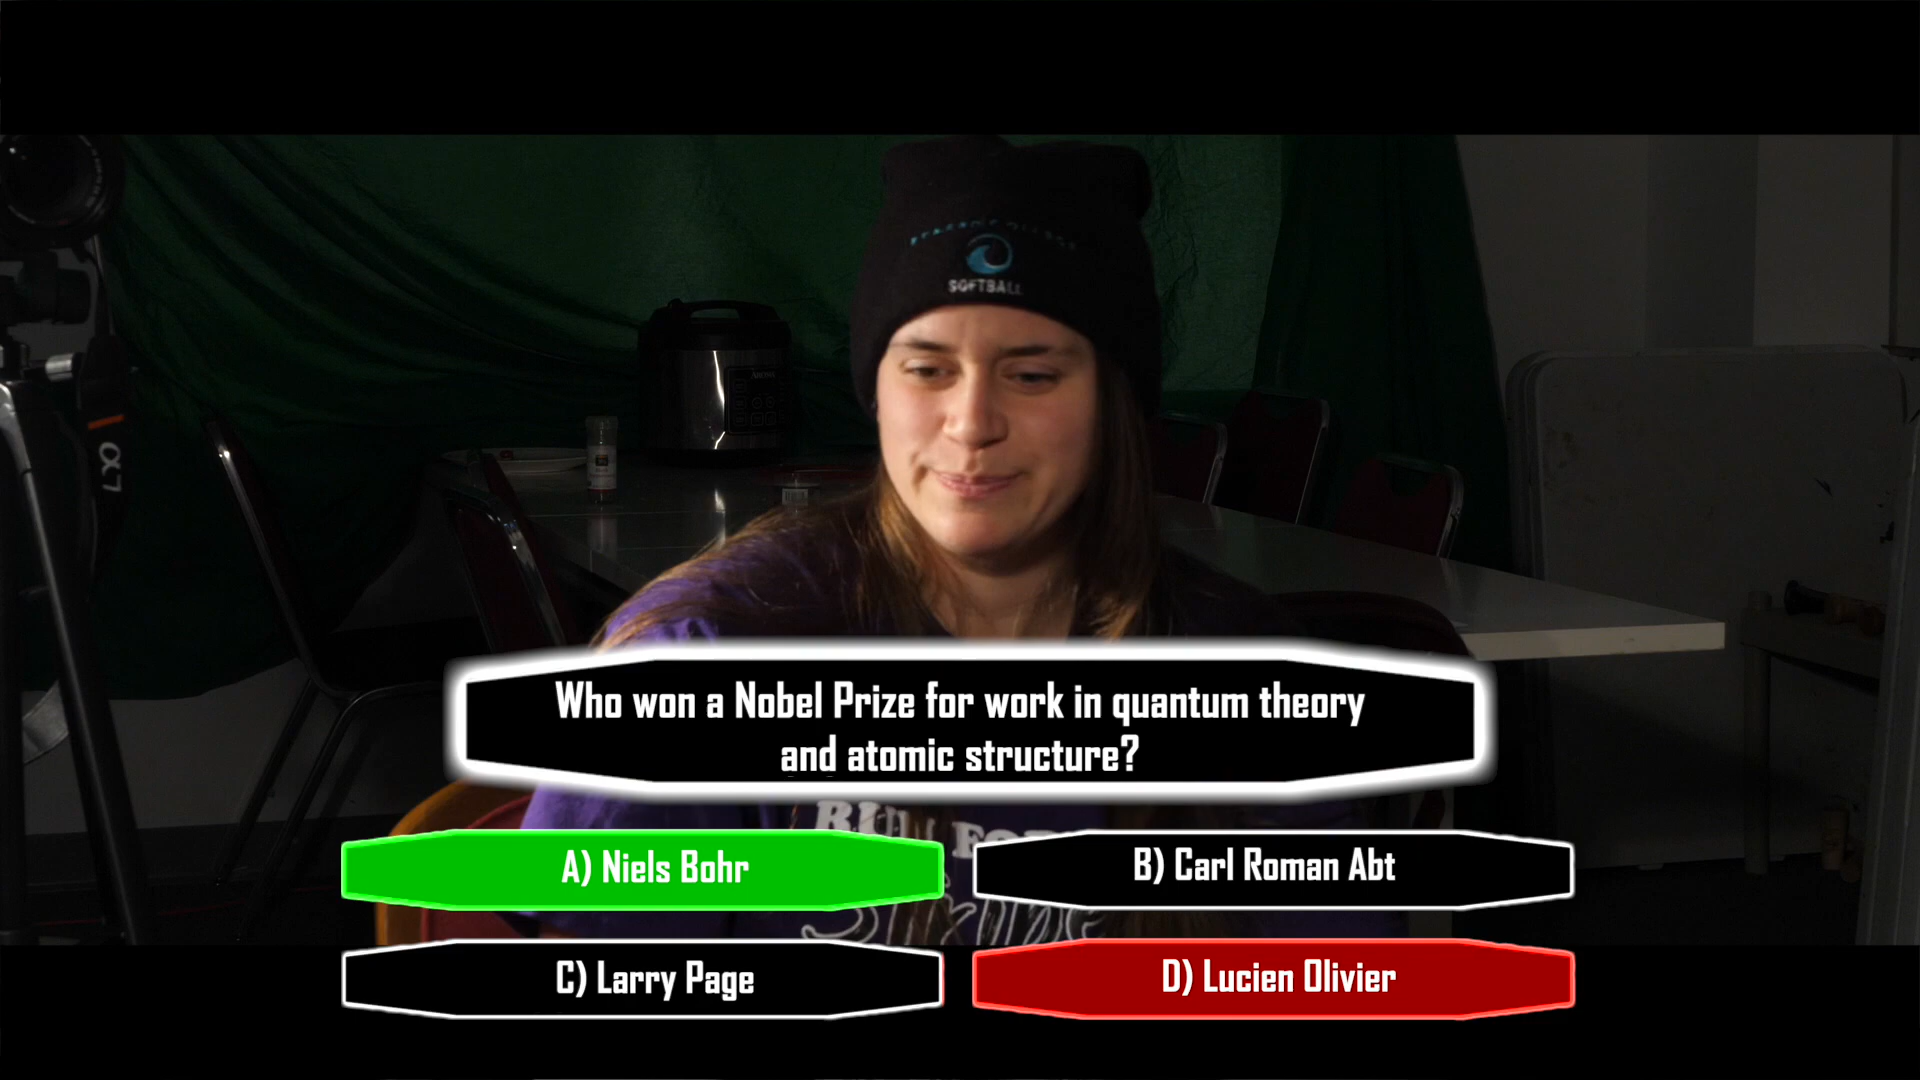 SOFTBALL
α7
Who won a Nobel Prize for work in quantum theory
and atomic structure?
A) Niels Bohr
B) Carl Roman Abt
C) Larry Page
D) Lucien Olivier